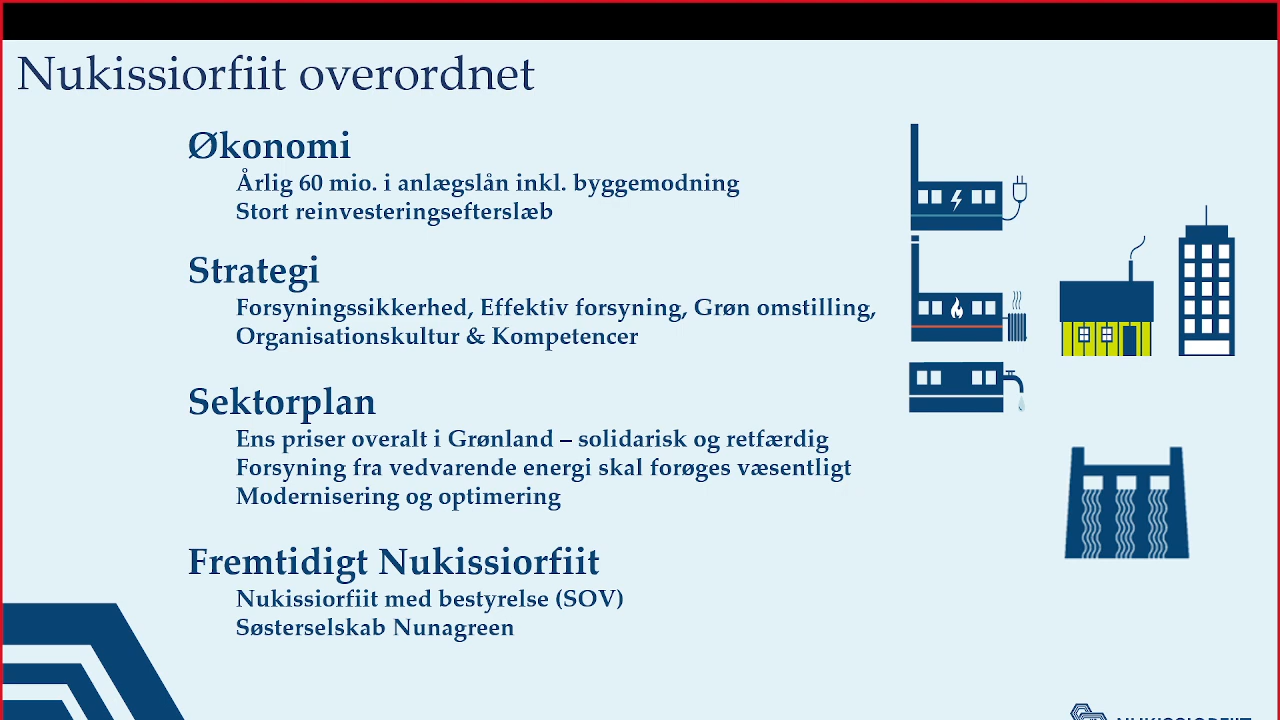 Nukissiorfiit overordnet
Økonomi
Årlig 60 mio. i anlægslån inkl. byggemodning
Stort reinvesteringsefterslæb
Strategi
Forsyningssikkerhed, Effektiv forsyning, Grøn omstilling,
Organisationskultur & Kompetencer
Sektorplan
Ens priser overalt i Grønland – solidarisk og retfærdig
Forsyning fra vedvarende energi skal forøges væsentligt
Modernisering og optimering
Fremtidigt Nukissiorfiit
Nukissiorfiit med bestyrelse (SOV)
Søsterselskab Nunagreen
NUKISSIORFIIT